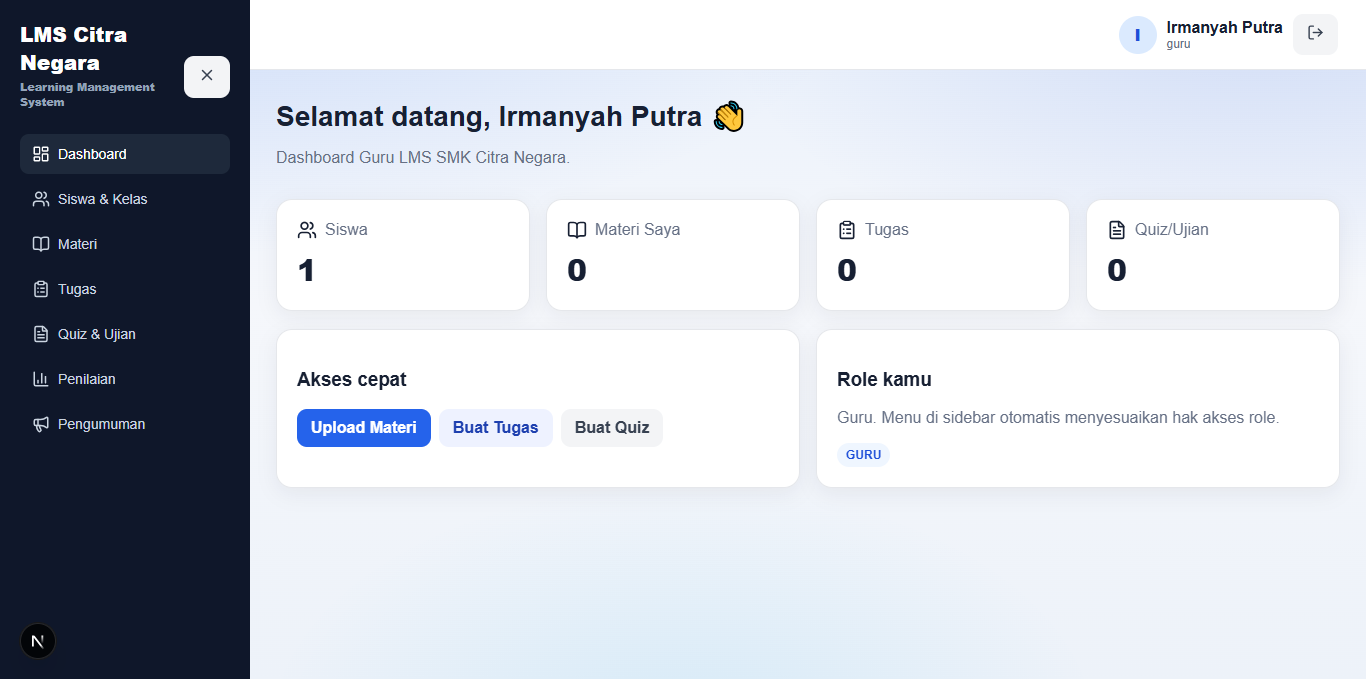 LMS Citra
Negara
Learning Management
System
Dashboard
Siswa & Kelas
Materi
Tugas
Quiz & Ujian
Penilaian
Pengumuman
N
I
Irmanyah Putra
guru
Selamat datang, Irmanyah Putra 👋
Dashboard Guru LMS SMK Citra Negara.
Siswa
1
Materi Saya
0
Tugas
0
Quiz/Ujian
0
Akses cepat
Upload Materi
Buat Tugas
Buat Quiz
Role kamu
Guru. Menu di sidebar otomatis menyesuaikan hak akses role.
GURU